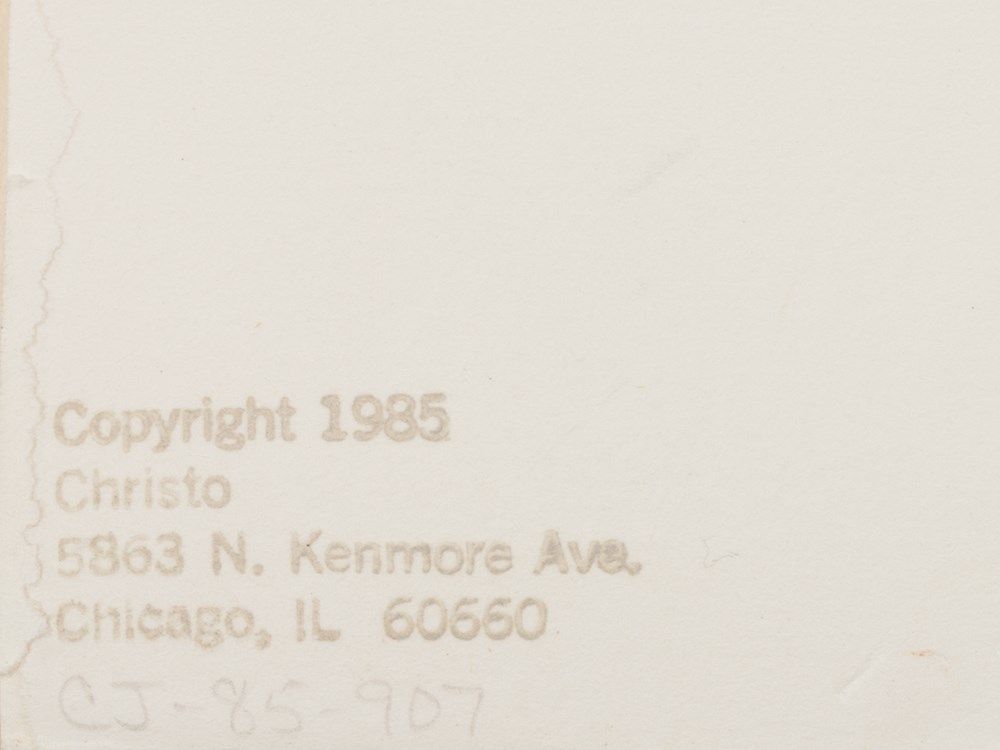 Copyright 1985
Christo
5863 N. Kenmore Ave.
Chicago, IL 60660
CJ-85-907